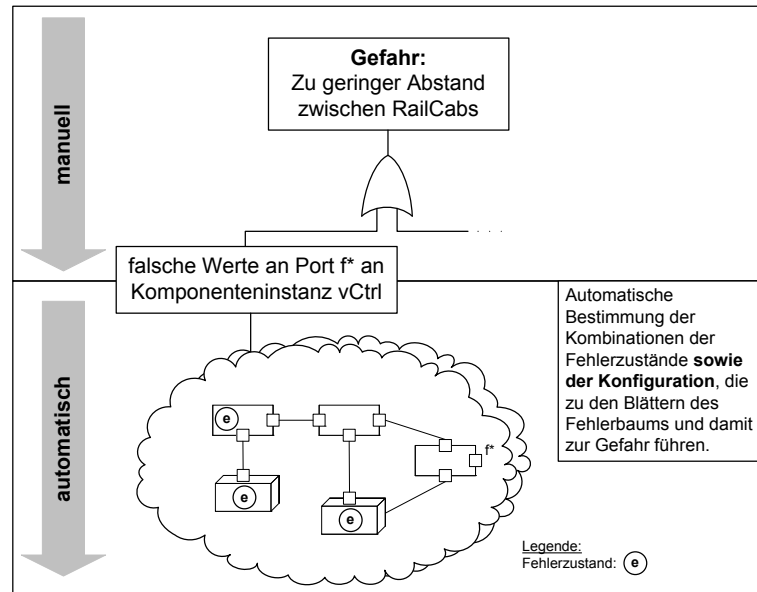 Gefahr:
Zu geringer Abstand
zwischen RailCabs
manuell
. . .
falsche Werte an Port f* an
Komponenteninstanz vCtrl
automatisch
Automatische
Bestimmung der
Kombinationen der
Fehlerzustände sowie
der Konfiguration, die
zu den Blättern des
Fehlerbaums und damit
zur Gefahr führen.
e
f*
e
e
Legende:
Fehlerzustand: e